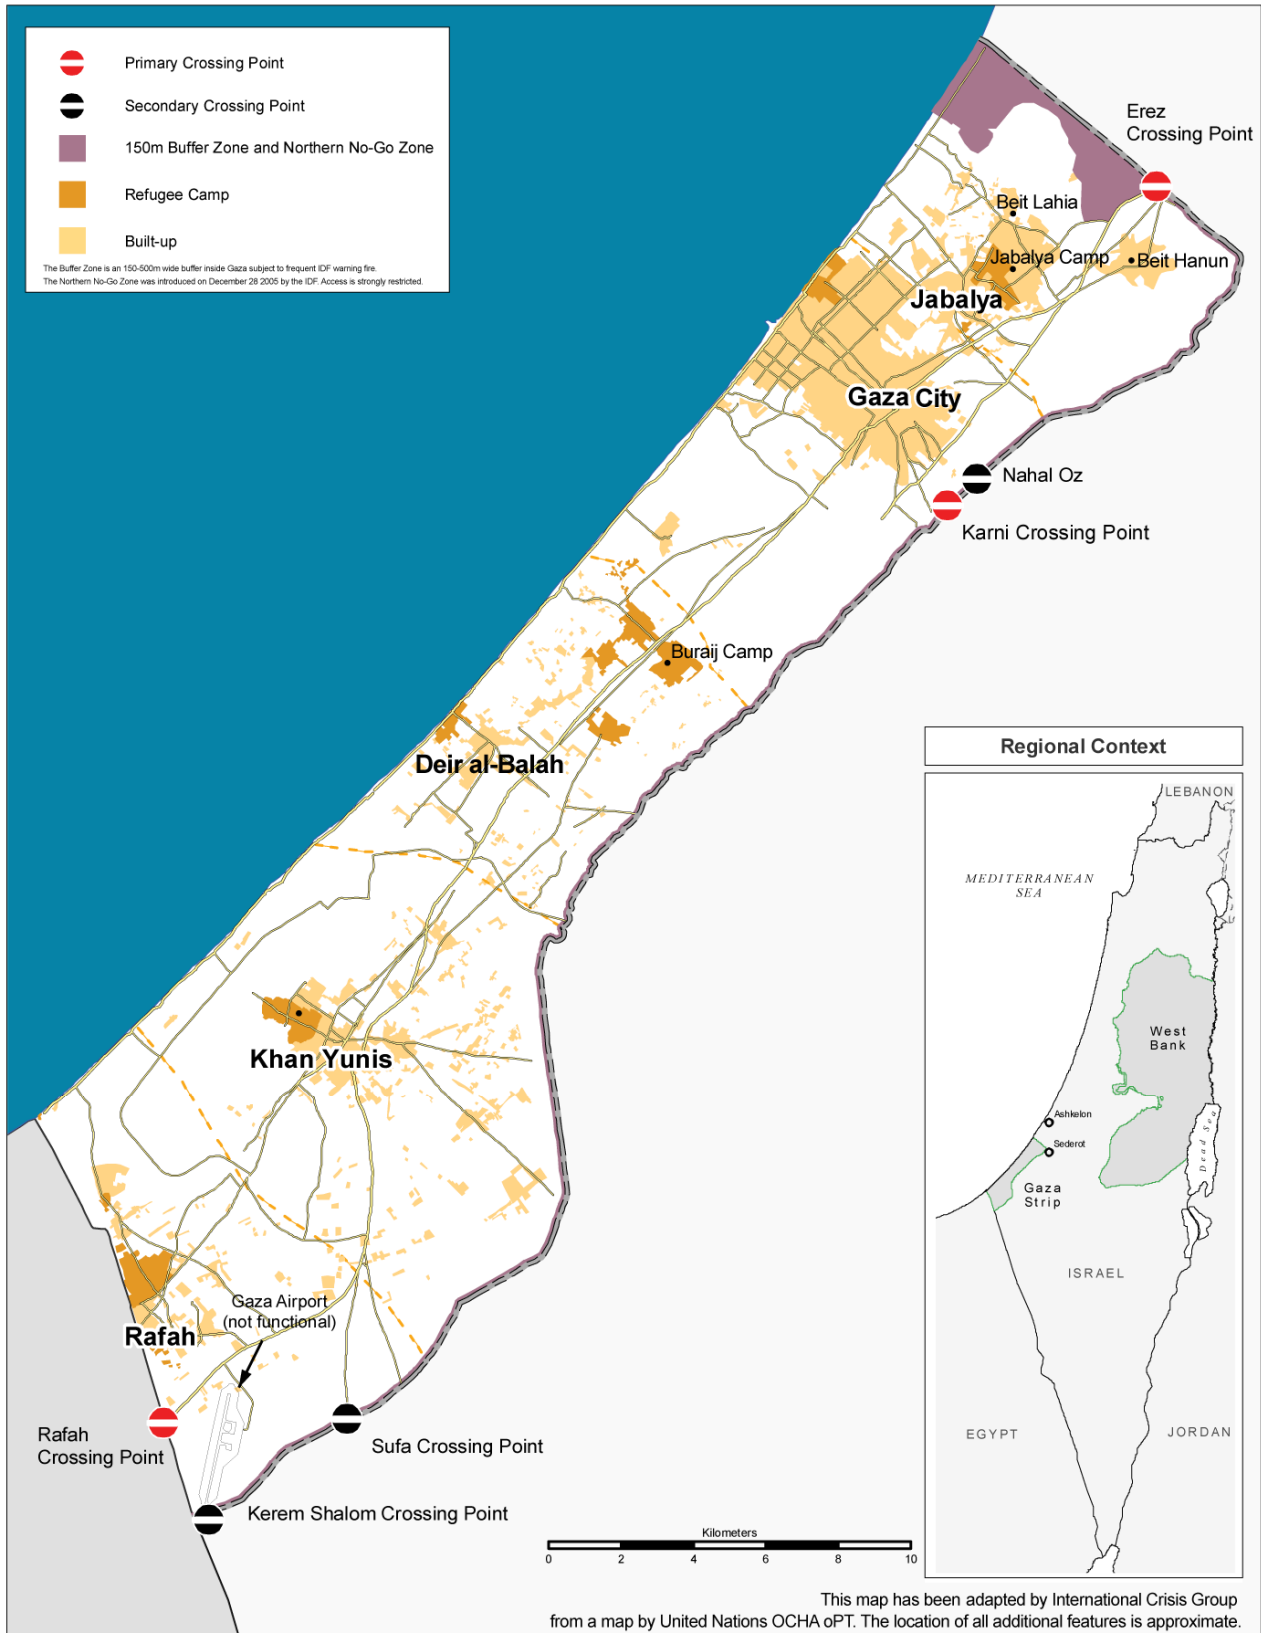 Primary Crossing Point
Secondary Crossing Point
150m Buffer Zone and Northern No-Go Zone
Refugee Camp
Built-up
The Buffer Zone is an 150-500m wide buffer inside Gaza subject to frequent IDF warning fire.
The Northern No-Go Zone was introduced on December 28 2005 by the IDF. Access is strongly restricted.
Erez
Crossing Point
Beit Lahia
Jabalya Camp
Beit Hanun
Jabalya
Gaza City
Nahal Oz
Karni Crossing Point
Buraij Camp
Deir al-Balah
Khan Yunis
Gaza Airport
(not functional)
Rafah
Rafah
Crossing Point
Sufa Crossing Point
Kerem Shalom Crossing Point
Kilometers
0 2 4 6 8 10
Regional Context
LEBANON
MEDITERRANEAN
SEA
West
Bank
Ashkelon
Sederot
Dead Sea
Gaza
Strip
ISRAEL
EGYPT
JORDAN
This map has been adapted by International Crisis Group
from a map by United Nations OCHA oPT. The location of all additional features is approximate.